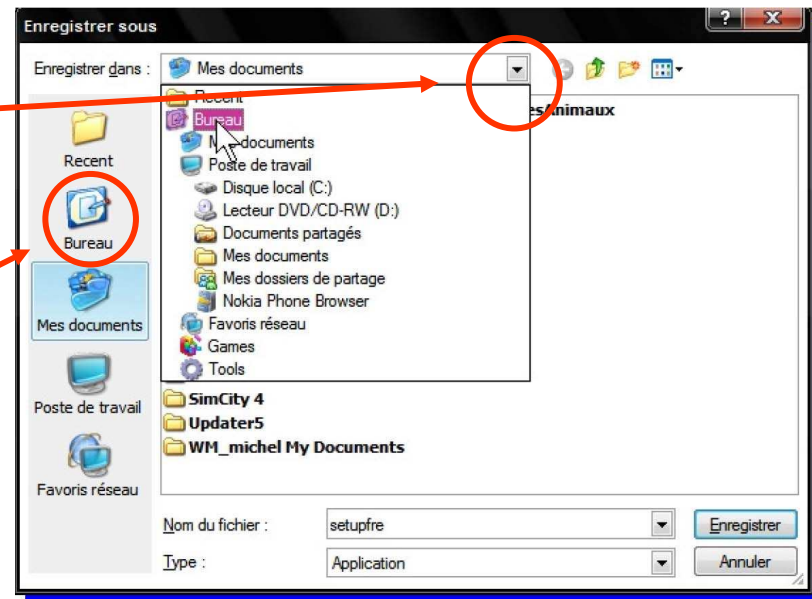 Enregistrer sous
Enregistrer dans : Mes documents
Recent
Bureau
Mes documents
Poste de travail
Favoris réseau
Recent
Bureau
Mes documents
Poste de travail
Disque local (C:)
Lecteur DVD/CD-RW (D:)
Documents partagés
Mes documents
Mes dossiers de partage
Nokia Phone Browser
Favoris réseau
Games
Tools
SimCity 4
Updater5
WM_michel My Documents
Nom du fichier : setupfre Enregistrer
Type : Application Annuler